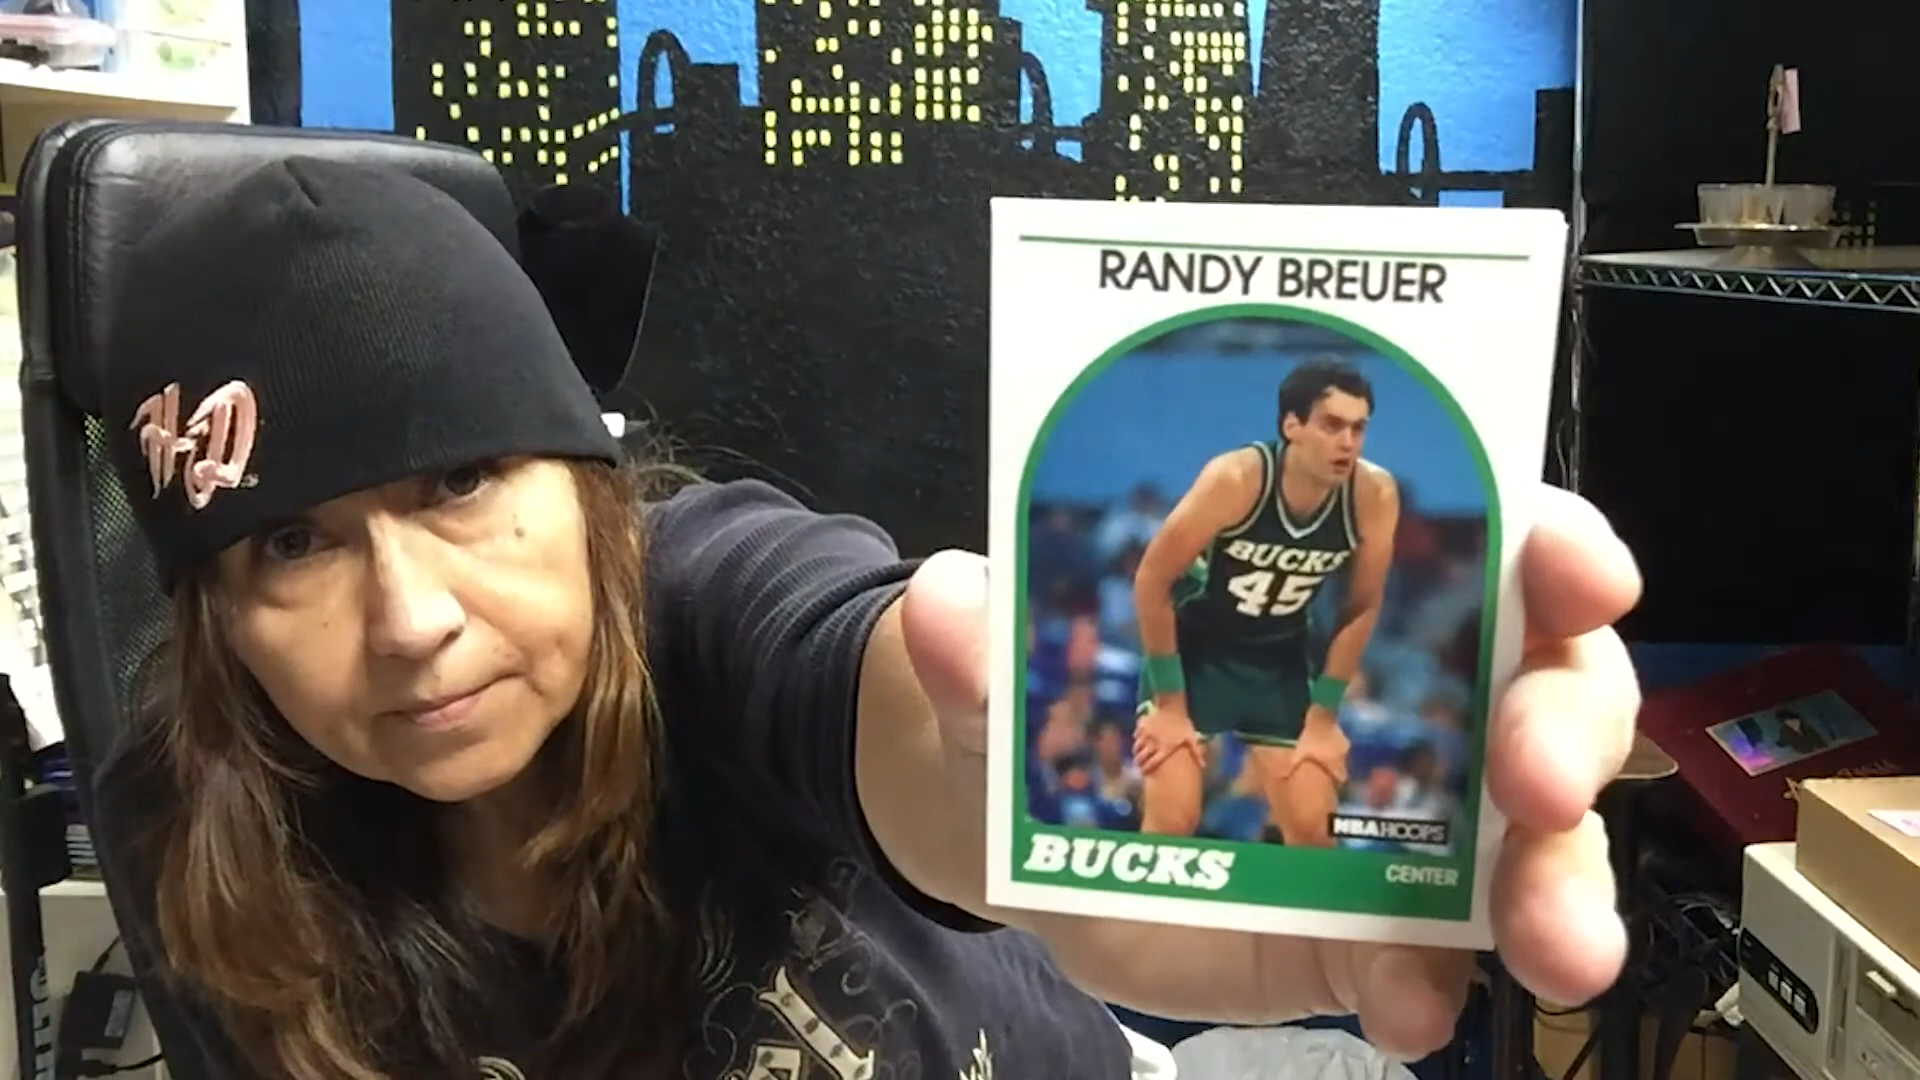 H-D
RANDY BREUER
BUCKS
45
NBA HOOPS
BUCKS
CENTER